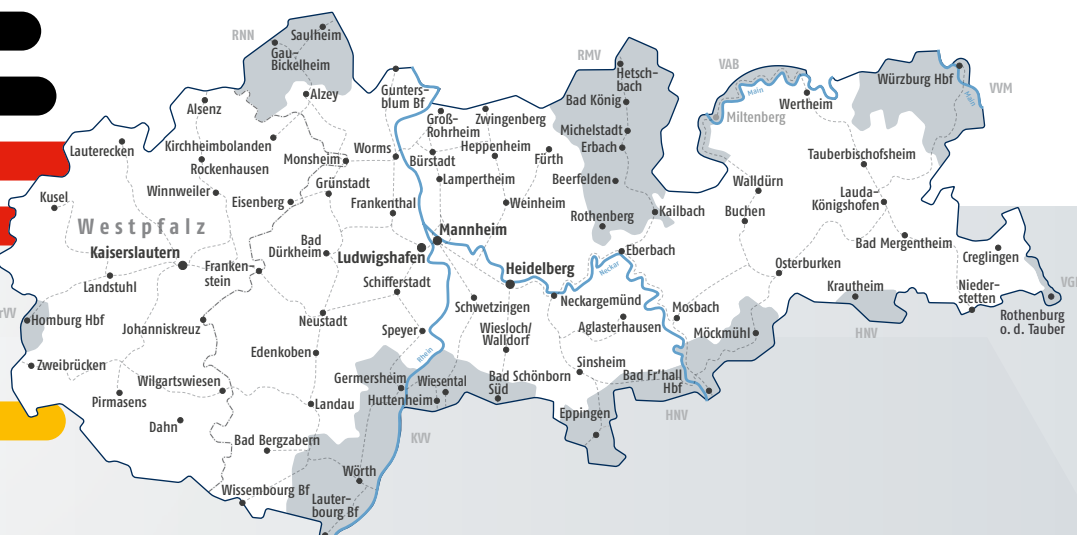 RNN
Saulheim
Gau-
Bickelheim
Alzey
Alsenz
Kirchheimbolanden
Rockenhausen
Lauterecken
Monsheim
Winnweiler
Grünstadt
Kusel
Eisenberg
Westpfalz
Kaiserslautern
Landstuhl
Franken-
stein
Bad
Dürkheim
Homburg Hbf
Johanniskreuz
Neustadt
Zweibrücken
Edenkoben
Wilgartswiesen
Pirmasens
Landau
Dahn
Bad Bergzabern
Wissembourg Bf
Wörth
Lauter-
bourg Bf
Germersheim
Huttenheim
Wiesental
KVV
Rhein
Speyer
Schifferstadt
Ludwigshafen
Mannheim
Frankenthal
Worms
Gunters-
blum Bf
Groß-
Rohrheim
Zwingenberg
Bürstadt
Heppenheim
Fürth
Lampertheim
Weinheim
Heidelberg
Schwetzingen
Wiesloch/
Walldorf
Bad Schönborn
Süd
Neckargemünd
Aglasterhausen
Sinsheim
Eppingen
Bad Fr'hall
Hbf
HNV
RMV
Hetsch-
bach
Bad König
Michelstadt
Erbach
Beerfelden
Rothenberg
Kailbach
Eberbach
Neckar
Mosbach
Möckmühl
VAB
Main
Miltenberg
Wertheim
Würzburg Hbf
Main
VVM
Tauberbischofsheim
Walldürn
Lauda-
Königshofen
Buchen
Bad Mergentheim
Osterburken
Krautheim
HNV
Creglingen
Nieder-
stetten
Rothenburg
o. d. Tauber